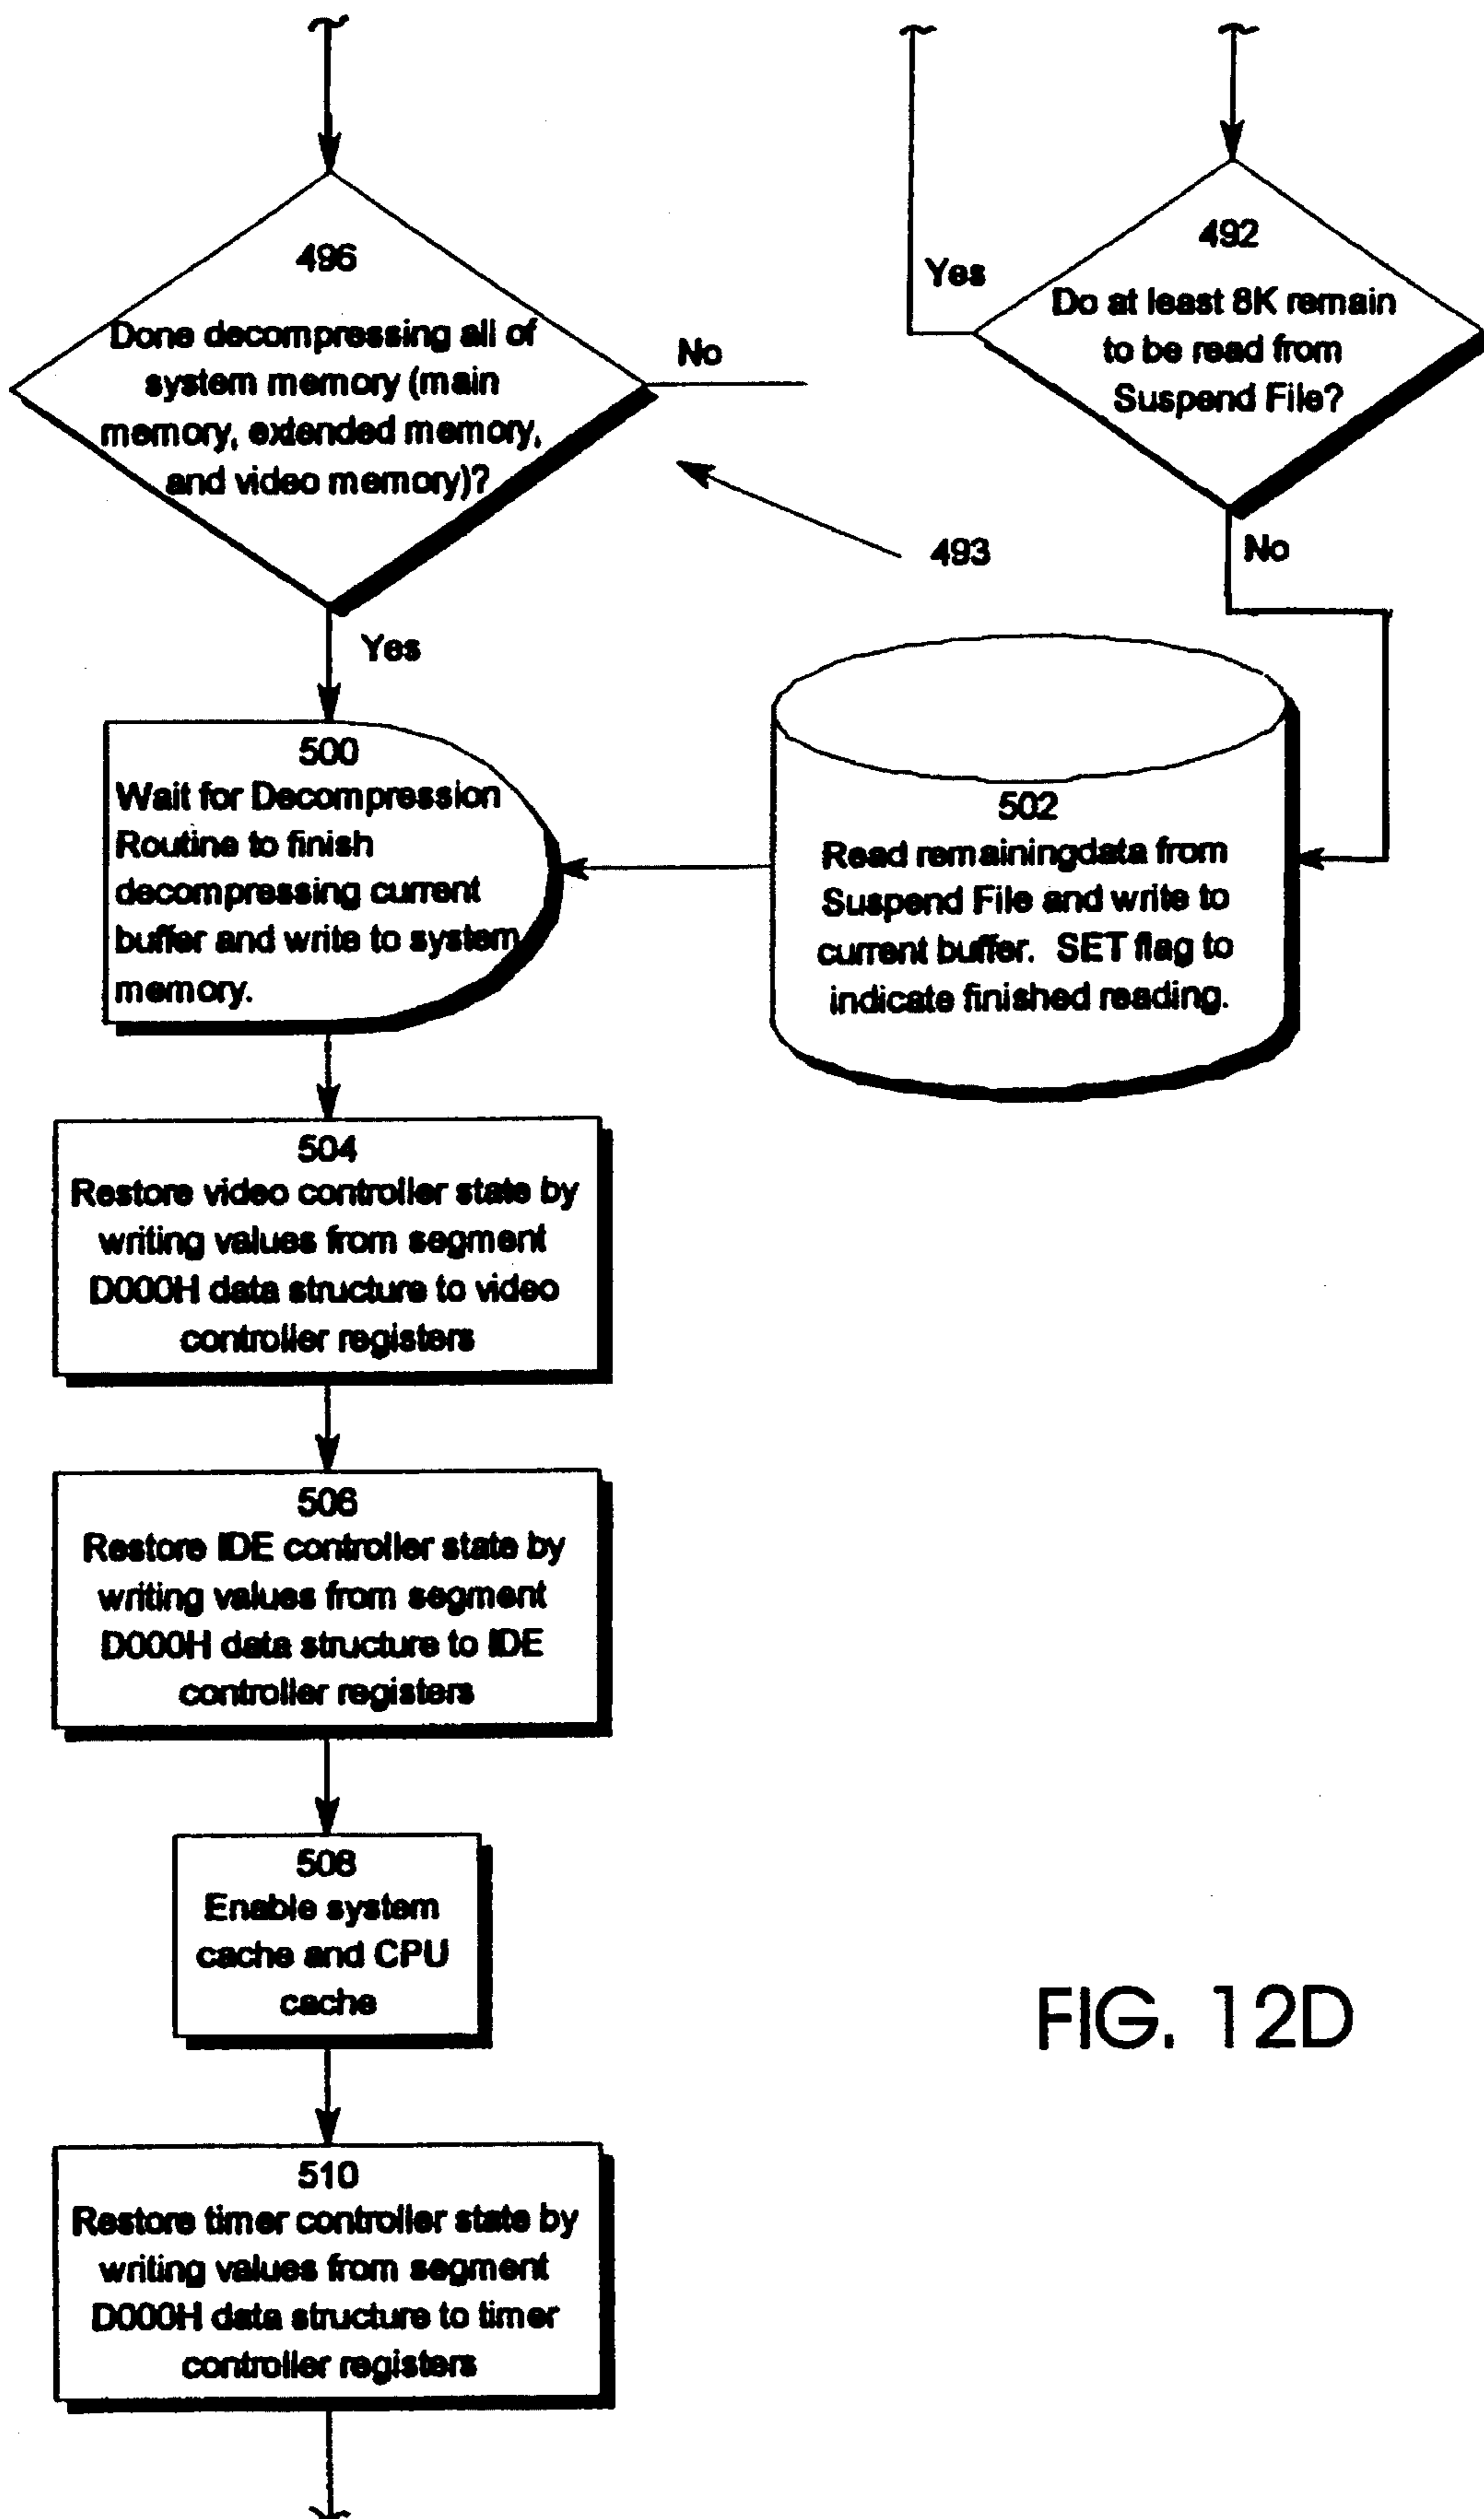 496
Done decompressing all of
system memory (main
memory, extended memory,
and video memory)?
No
Yes
492
Do at least 8K remain
to be read from
Suspend File?
Yes
No
493
500
Wait for Decompression
Routine to finish
decompressing current
buffer and write to system
memory.
502
Read remainingdata from
Suspend File and write to
current buffer. SET flag to
indicate finished reading.
504
Restore video controller state by
writing values from segment
D000H data structure to video
controller registers
506
Restore IDE controller state by
writing values from segment
D000H data structure to IDE
controller registers
508
Enable system
cache and CPU
cache
510
Restore timer controller state by
writing values from segment
D000H data structure to timer
controller registers
FIG. 12D